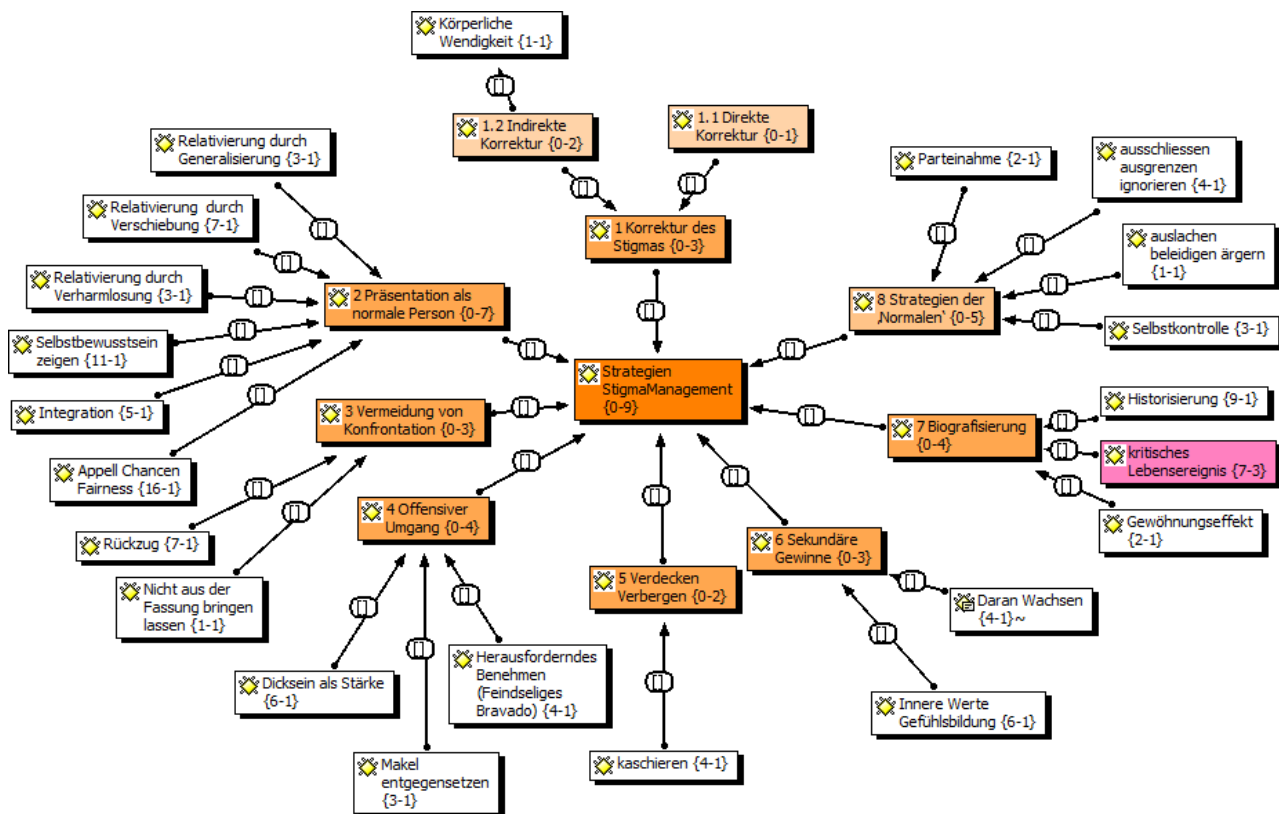 Körperliche
Wendigkeit {1-1}
1.2 Indirekte
Korrektur {0-2}
1.1 Direkte
Korrektur {0-1}
Relativierung durch
Generalisierung {3-1}
Parteinahme {2-1}
ausschliessen
ausgrenzen
ignorieren {4-1}
Relativierung  durch
Verschiebung {7-1}
1 Korrektur des
Stigmas {0-3}
auslachen
beleidigen ärgern
{1-1}
Relativierung durch
Verharmlosung {3-1}
2 Präsentation als
normale Person {0-7}
8 Strategien der
‚Normalen‘ {0-5}
Selbstbewusstsein
zeigen {11-1}
Selbstkontrolle {3-1}
Strategien
StigmaManagement
{0-9}
Integration {5-1}
3 Vermeidung von
Konfrontation {0-3}
Historisierung {9-1}
7 Biografisierung
{0-4}
kritisches
Lebensereignis {7-3}
Appell Chancen
Fairness {16-1}
4 Offensiver
Umgang {0-4}
Gewöhnungseffekt
{2-1}
Rückzug {7-1}
6 Sekundäre
Gewinne {0-3}
Nicht aus der
Fassung bringen
lassen {1-1}
5 Verdecken
Verbergen {0-2}
Daran Wachsen
{4-1}~
Dicksein als Stärke
{6-1}
Herausforderndes
Benehmen
(Feindseliges
Bravado) {4-1}
Innere Werte
Gefühlsbildung {6-1}
Makel
entgegensetzen
{3-1}
kaschieren {4-1}